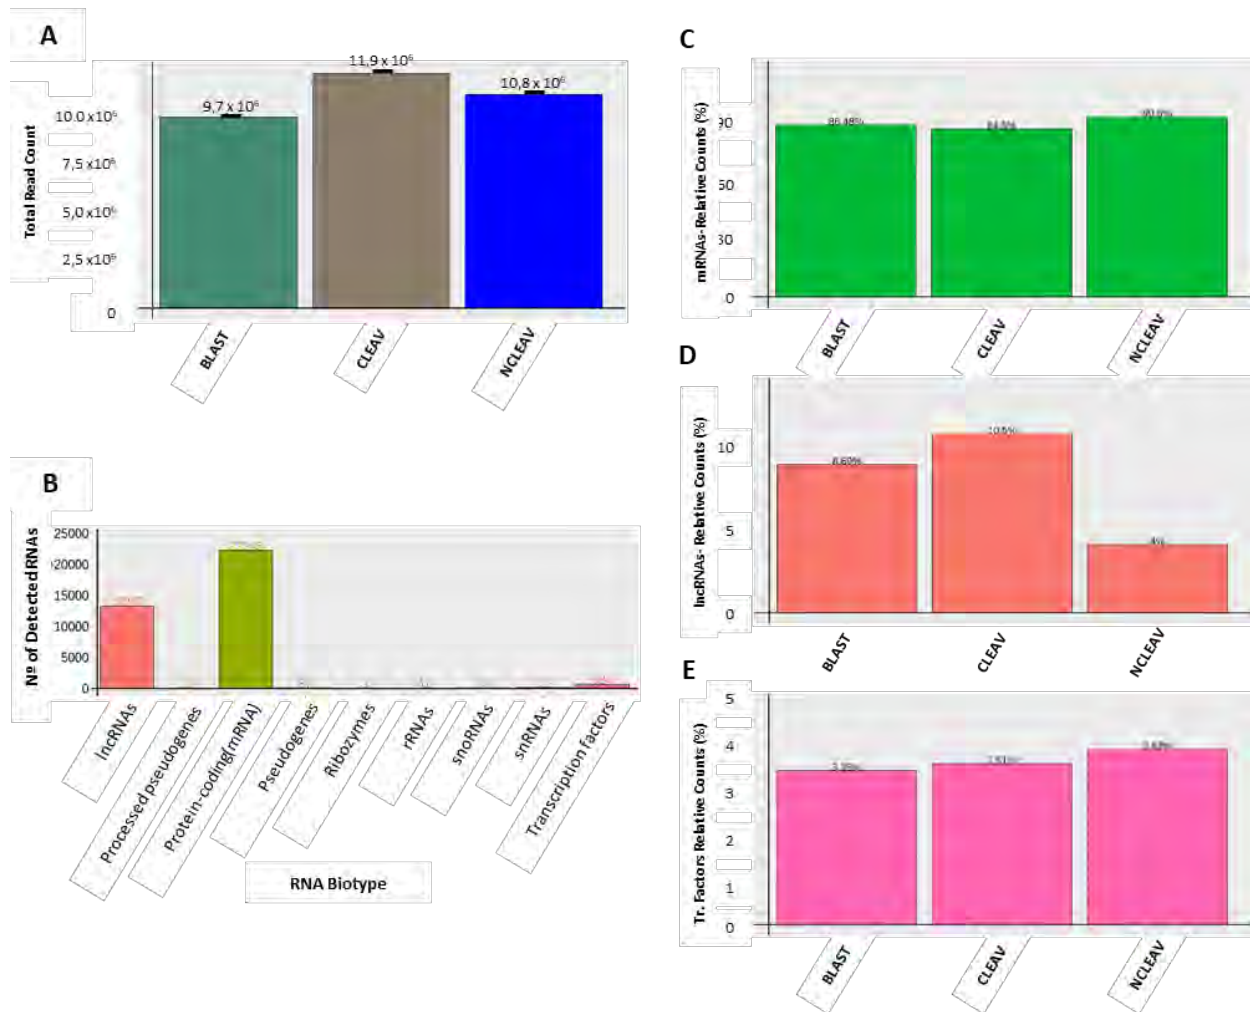 A
Total Read Count
10.0x10⁶
7,5 x10⁶
5,0 x10⁶
2,5 x10⁶
0
9,7 x 10⁶
11,9 x 10⁶
10,8 x 10⁶
BLAST
CLEAV
NCLEAV
B
Nº of Detected RNAs
25000
20000
15000
10000
5000
0
lncRNAs
Processed pseudogenes
Protein-coding(mRNA)
Pseudogenes
Ribozymes
rRNAs
snoRNAs
snRNAs
Transcription factors
RNA Biotype
C
mRNAs- Relative Counts (%)
90
50
30
0
BLAST
CLEAV
NCLEAV
D
lncRNAs- Relative Counts (%)
10
5
0
4%
BLAST
CLEAV
NCLEAV
E
Tr. Factors Relative Counts (%)
5
4
3
2
1
0
BLAST
CLEAV
NCLEAV